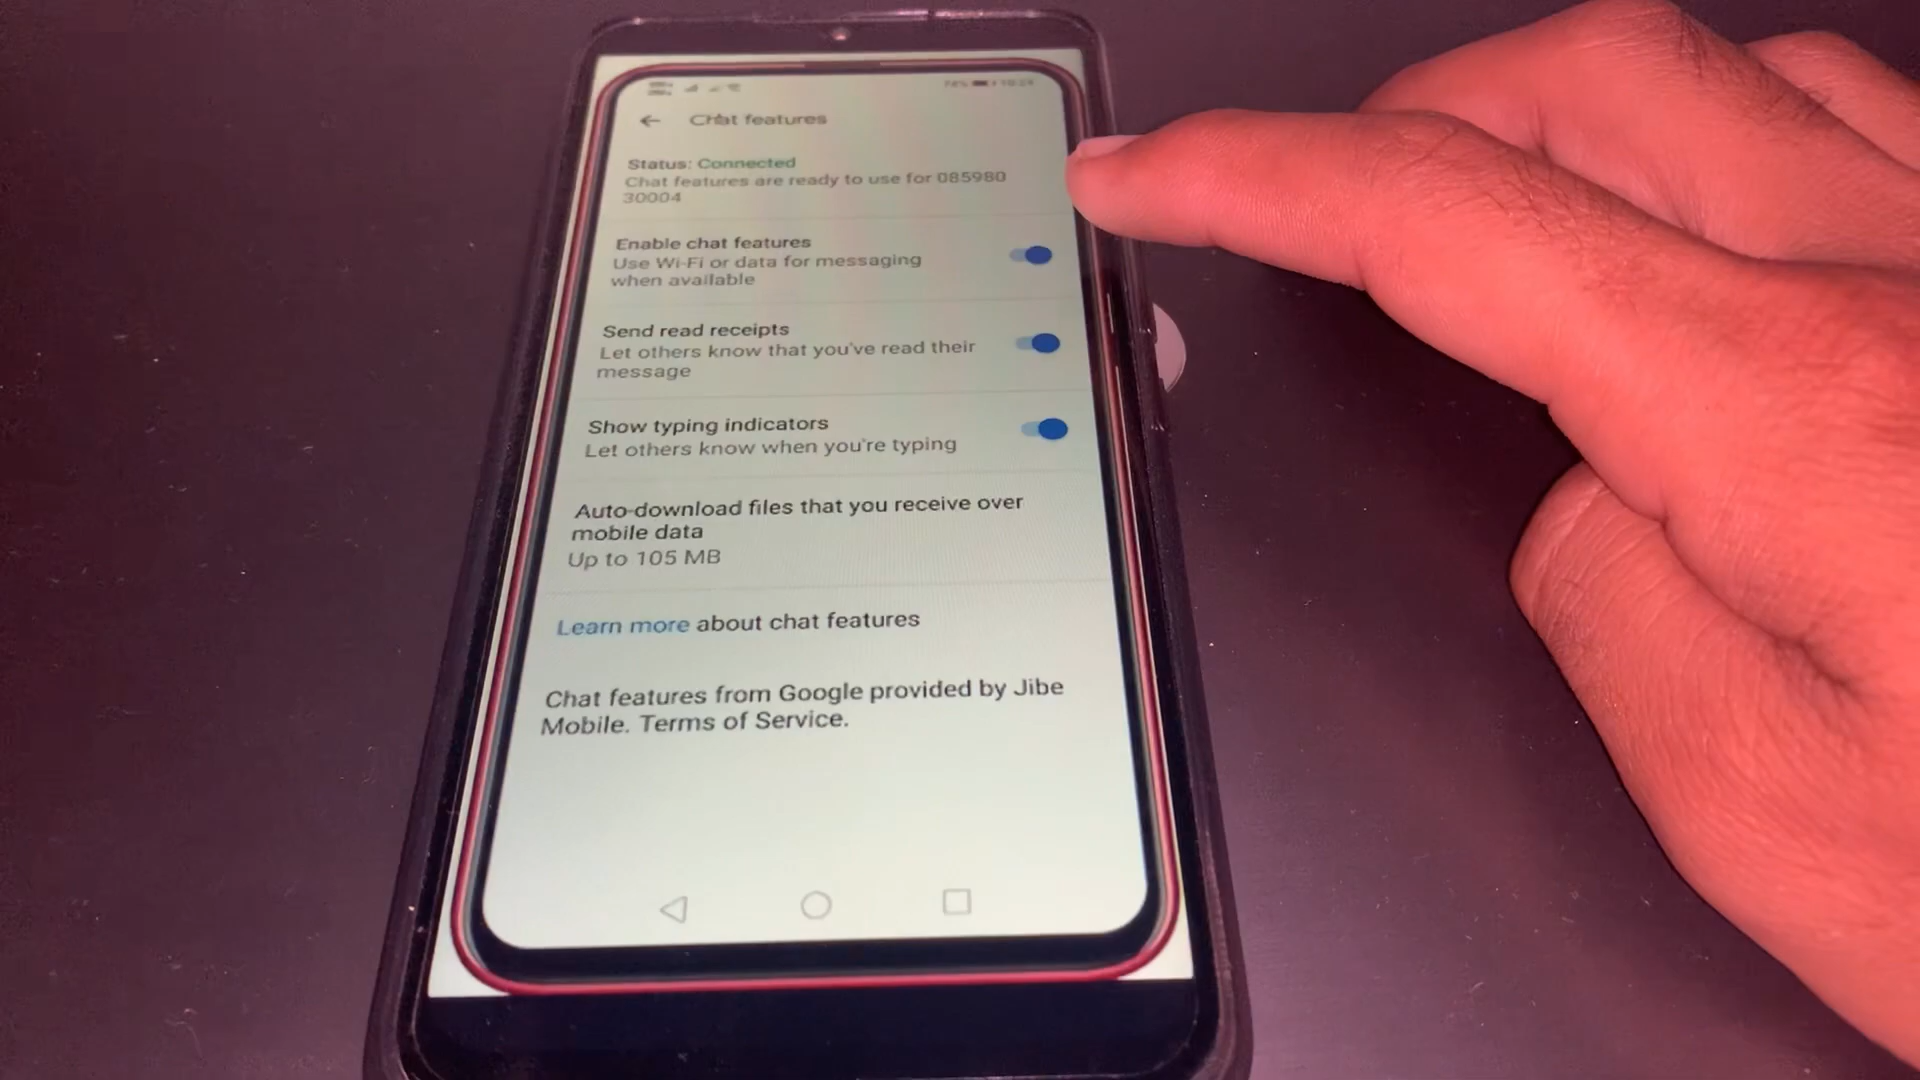 Chat features
Status: Connected
Chat features are ready to use for 085980
30004
Enable chat features
Use Wi-Fi or data for messaging
when available
Send read receipts
Let others know that you've read their
message
Show typing indicators
Let others know when you're typing
Auto-download files that you receive over
mobile data
Up to 105 MB
Learn more about chat features
Chat features from Google provided by Jibe
Mobile. Terms of Service.